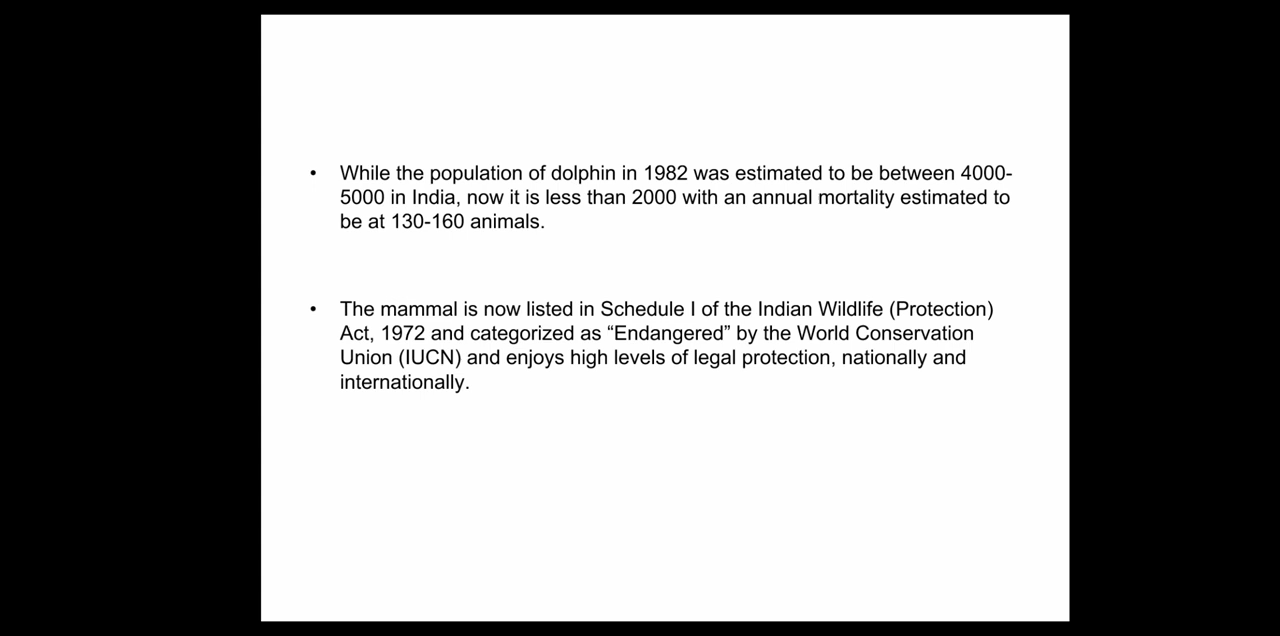 • While the population of dolphin in 1982 was estimated to be between 4000-
5000 in India, now it is less than 2000 with an annual mortality estimated to
be at 130-160 animals.
• The mammal is now listed in Schedule I of the Indian Wildlife (Protection)
Act, 1972 and categorized as “Endangered” by the World Conservation
Union (IUCN) and enjoys high levels of legal protection, nationally and
internationally.